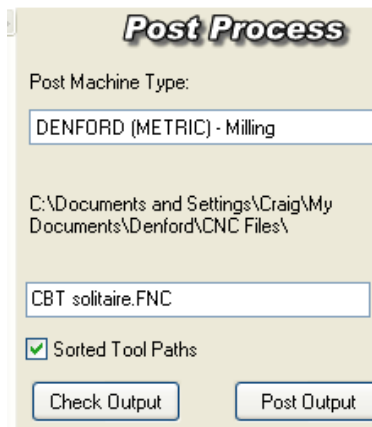 Post Process
Post Machine Type:
DENFORD (METRIC) - Milling
C:\Documents and Settings\Craig\My
Documents\Denford\CNC Files\
CBT solitaire.FNC
Sorted Tool Paths
Check Output
Post Output